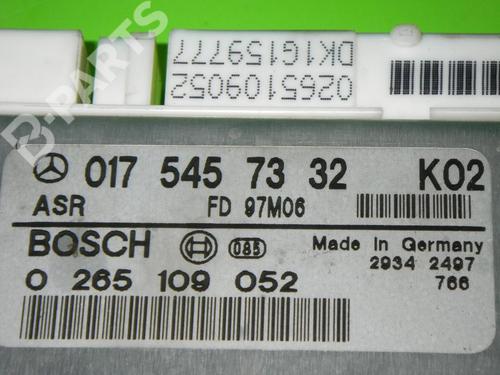 0265109052
DK1G159777
B-PARTS
017 545 73 32 K02
ASR FD 97M06
BOSCH 085 Made in Germany
2934 2497
0 265 109 052 766